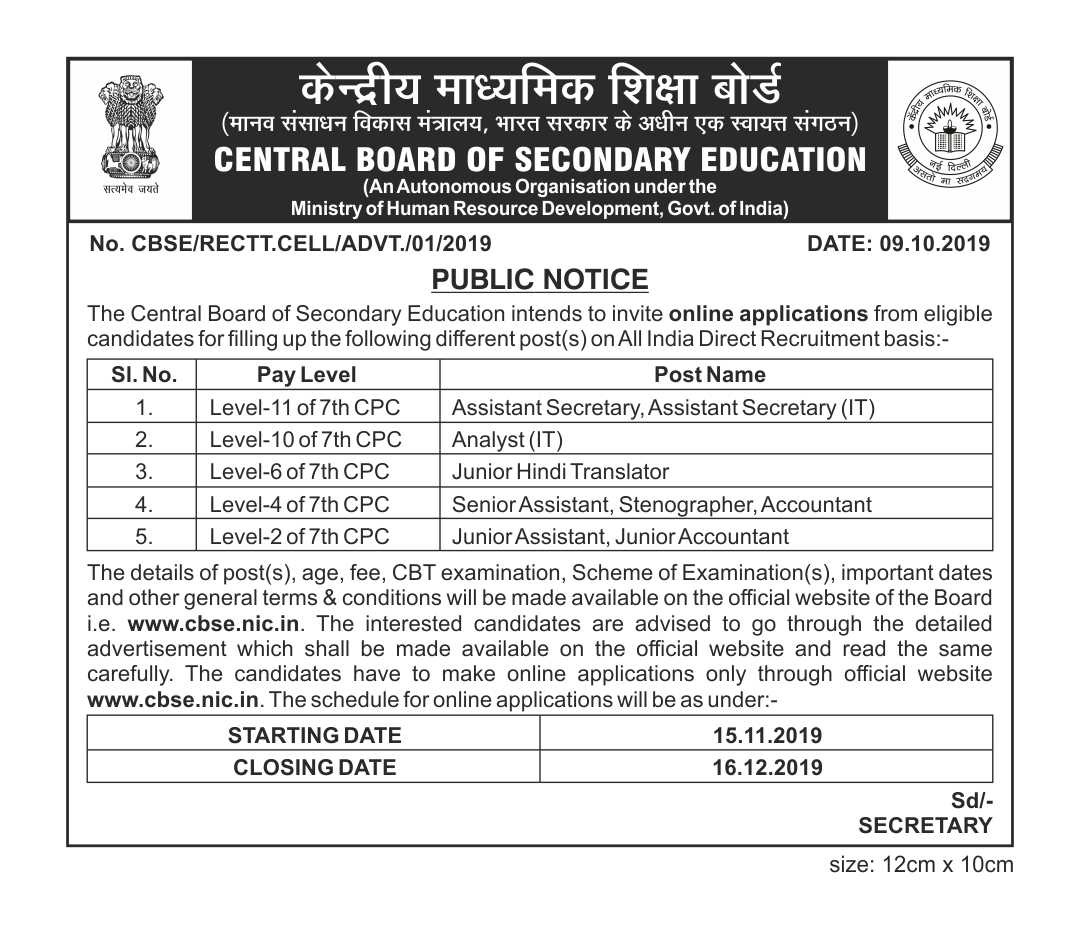 केन्द्रीय माध्यमिक शिक्षा बोर्ड
(मानव संसाधन विकास मंत्रालय, भारत सरकार के अधीन एक स्वायत्त संगठन)
CENTRAL BOARD OF SECONDARY EDUCATION
(An Autonomous Organisation under the
Ministry of Human Resource Development, Govt. of India)
सत्यमेव जयते
केंद्रीय माध्यमिक शिक्षा बोर्ड
नई दिल्ली
असतो मा सद्गमय
No. CBSE/RECTT.CELL/ADVT./01/2019 DATE: 09.10.2019
PUBLIC NOTICE
The Central Board of Secondary Education intends to invite online applications from eligible
candidates for filling up the following different post(s) on All India Direct Recruitment basis:-
Sl. No. Pay Level Post Name
1. Level-11 of 7th CPC Assistant Secretary, Assistant Secretary (IT)
2. Level-10 of 7th CPC Analyst (IT)
3. Level-6 of 7th CPC Junior Hindi Translator
4. Level-4 of 7th CPC Senior Assistant, Stenographer, Accountant
5. Level-2 of 7th CPC Junior Assistant, Junior Accountant
The details of post(s), age, fee, CBT examination, Scheme of Examination(s), important dates
and other general terms & conditions will be made available on the official website of the Board
i.e. www.cbse.nic.in. The interested candidates are advised to go through the detailed
advertisement which shall be made available on the official website and read the same
carefully. The candidates have to make online applications only through official website
www.cbse.nic.in. The schedule for online applications will be as under:-
STARTING DATE 15.11.2019
CLOSING DATE 16.12.2019
Sd/-
SECRETARY
size: 12cm x 10cm